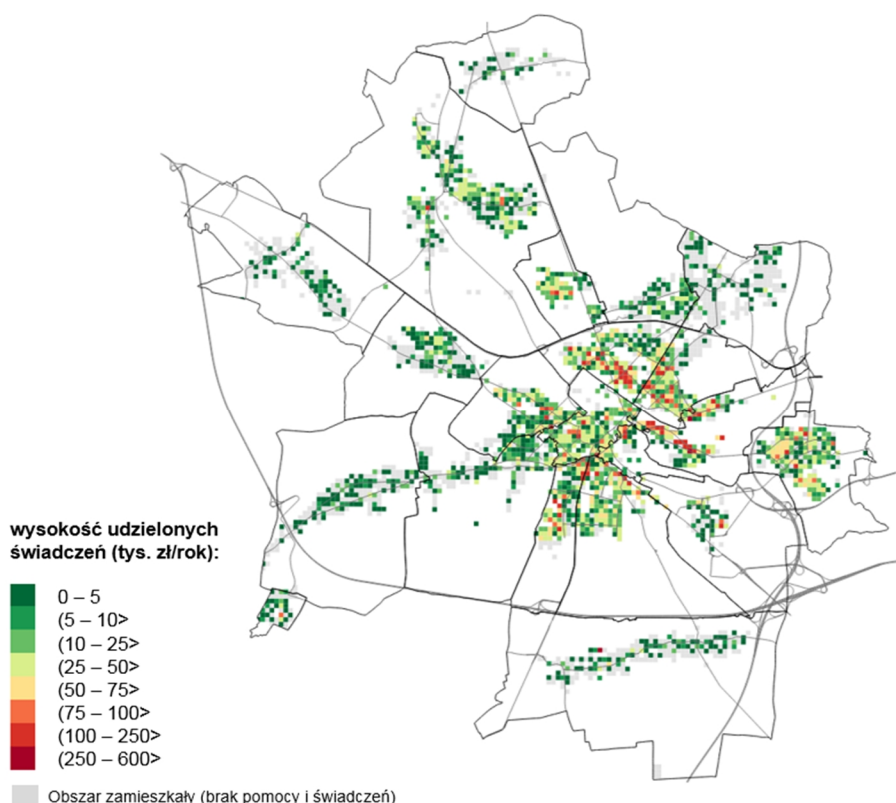 wysokość udzielonych
świadczeń (tys. zł/rok):
0 – 5
(5 – 10>
(10 – 25>
(25 – 50>
(50 – 75>
(75 – 100>
(100 – 250>
(250 – 600>
Obszar zamieszkały (brak pomocy i świadczeń)